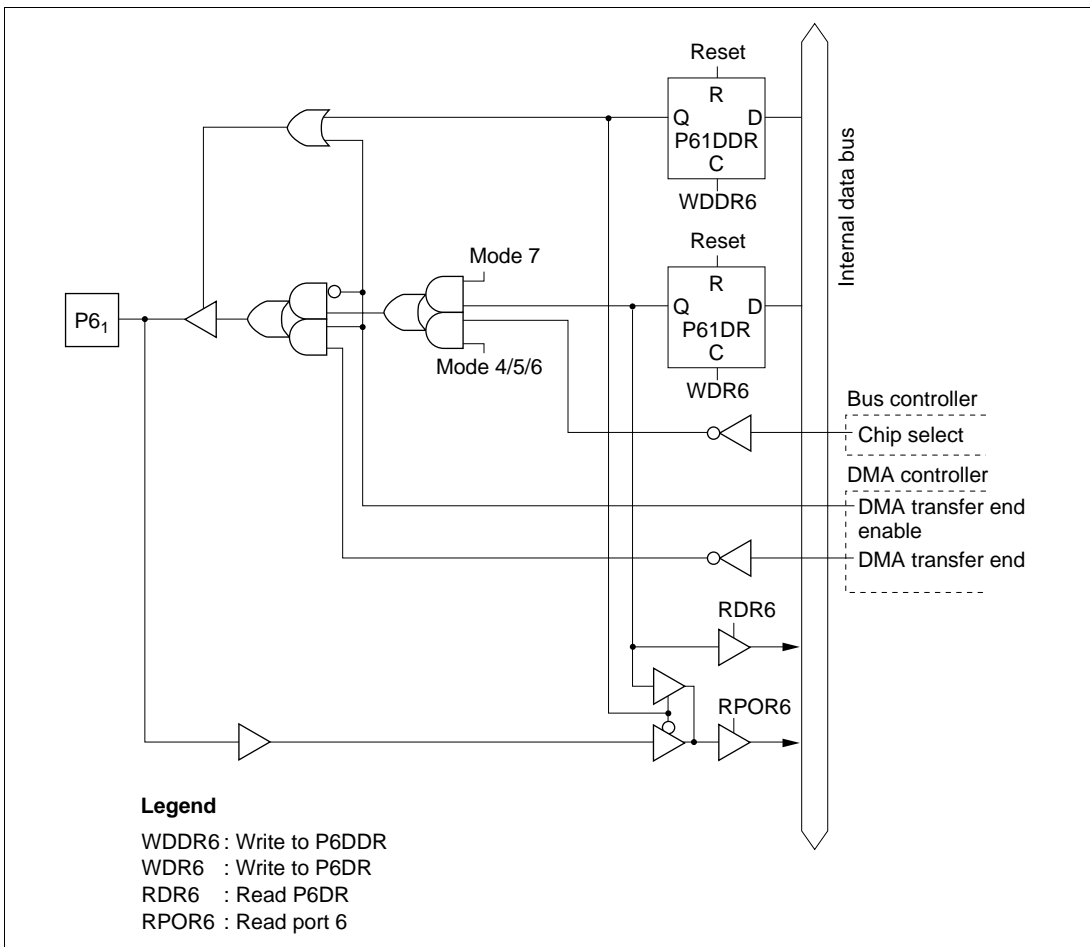 Reset
R
Q D
P61DDR
C
WDDR6
Internal data bus
Reset
Mode 7
R
Q D
P61DR
C
WDR6
P6₁
Mode 4/5/6
Bus controller
Chip select
DMA controller
DMA transfer end
enable
DMA transfer end
RDR6
RPOR6
Legend
WDDR6 : Write to P6DDR
WDR6 : Write to P6DR
RDR6 : Read P6DR
RPOR6 : Read port 6